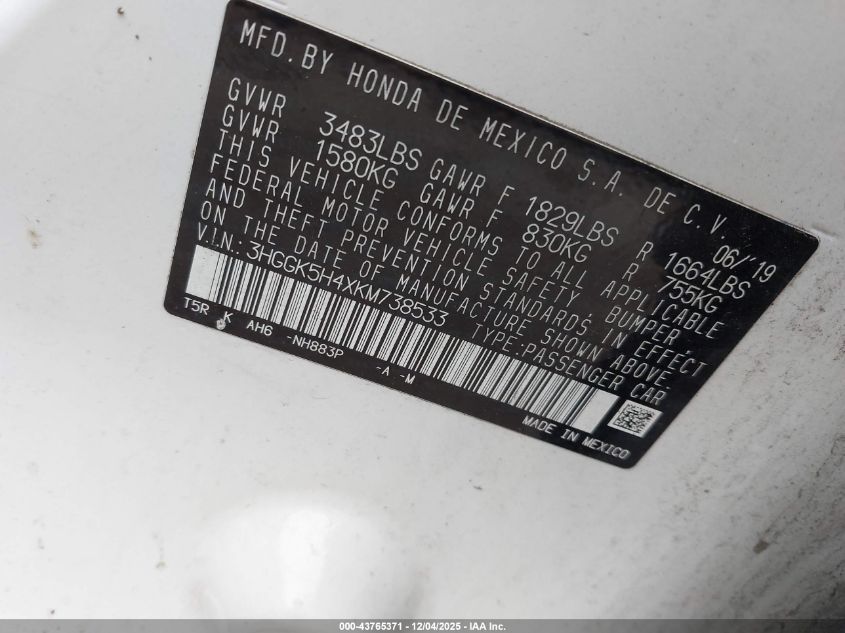 MFD. BY HONDA DE MEXICO S.A. DE C.V. 06/'19
GVWR 3483LBS GAWR F 1829LBS R 1664LBS
GVWR 1580KG GAWR F 830KG R 755KG
THIS VEHICLE CONFORMS TO ALL APPLICABLE
FEDERAL MOTOR VEHICLE SAFETY, BUMPER,
AND THEFT PREVENTION STANDARDS IN EFFECT
ON THE DATE OF MANUFACTURE SHOWN ABOVE.
V.I.N.: 3HGGK5H4XKM738533 TYPE:PASSENGER CAR
T5R K AH6 -NH883P -A -M MADE IN MEXICO
000-43765371 - 12/04/2025 - IAA Inc.